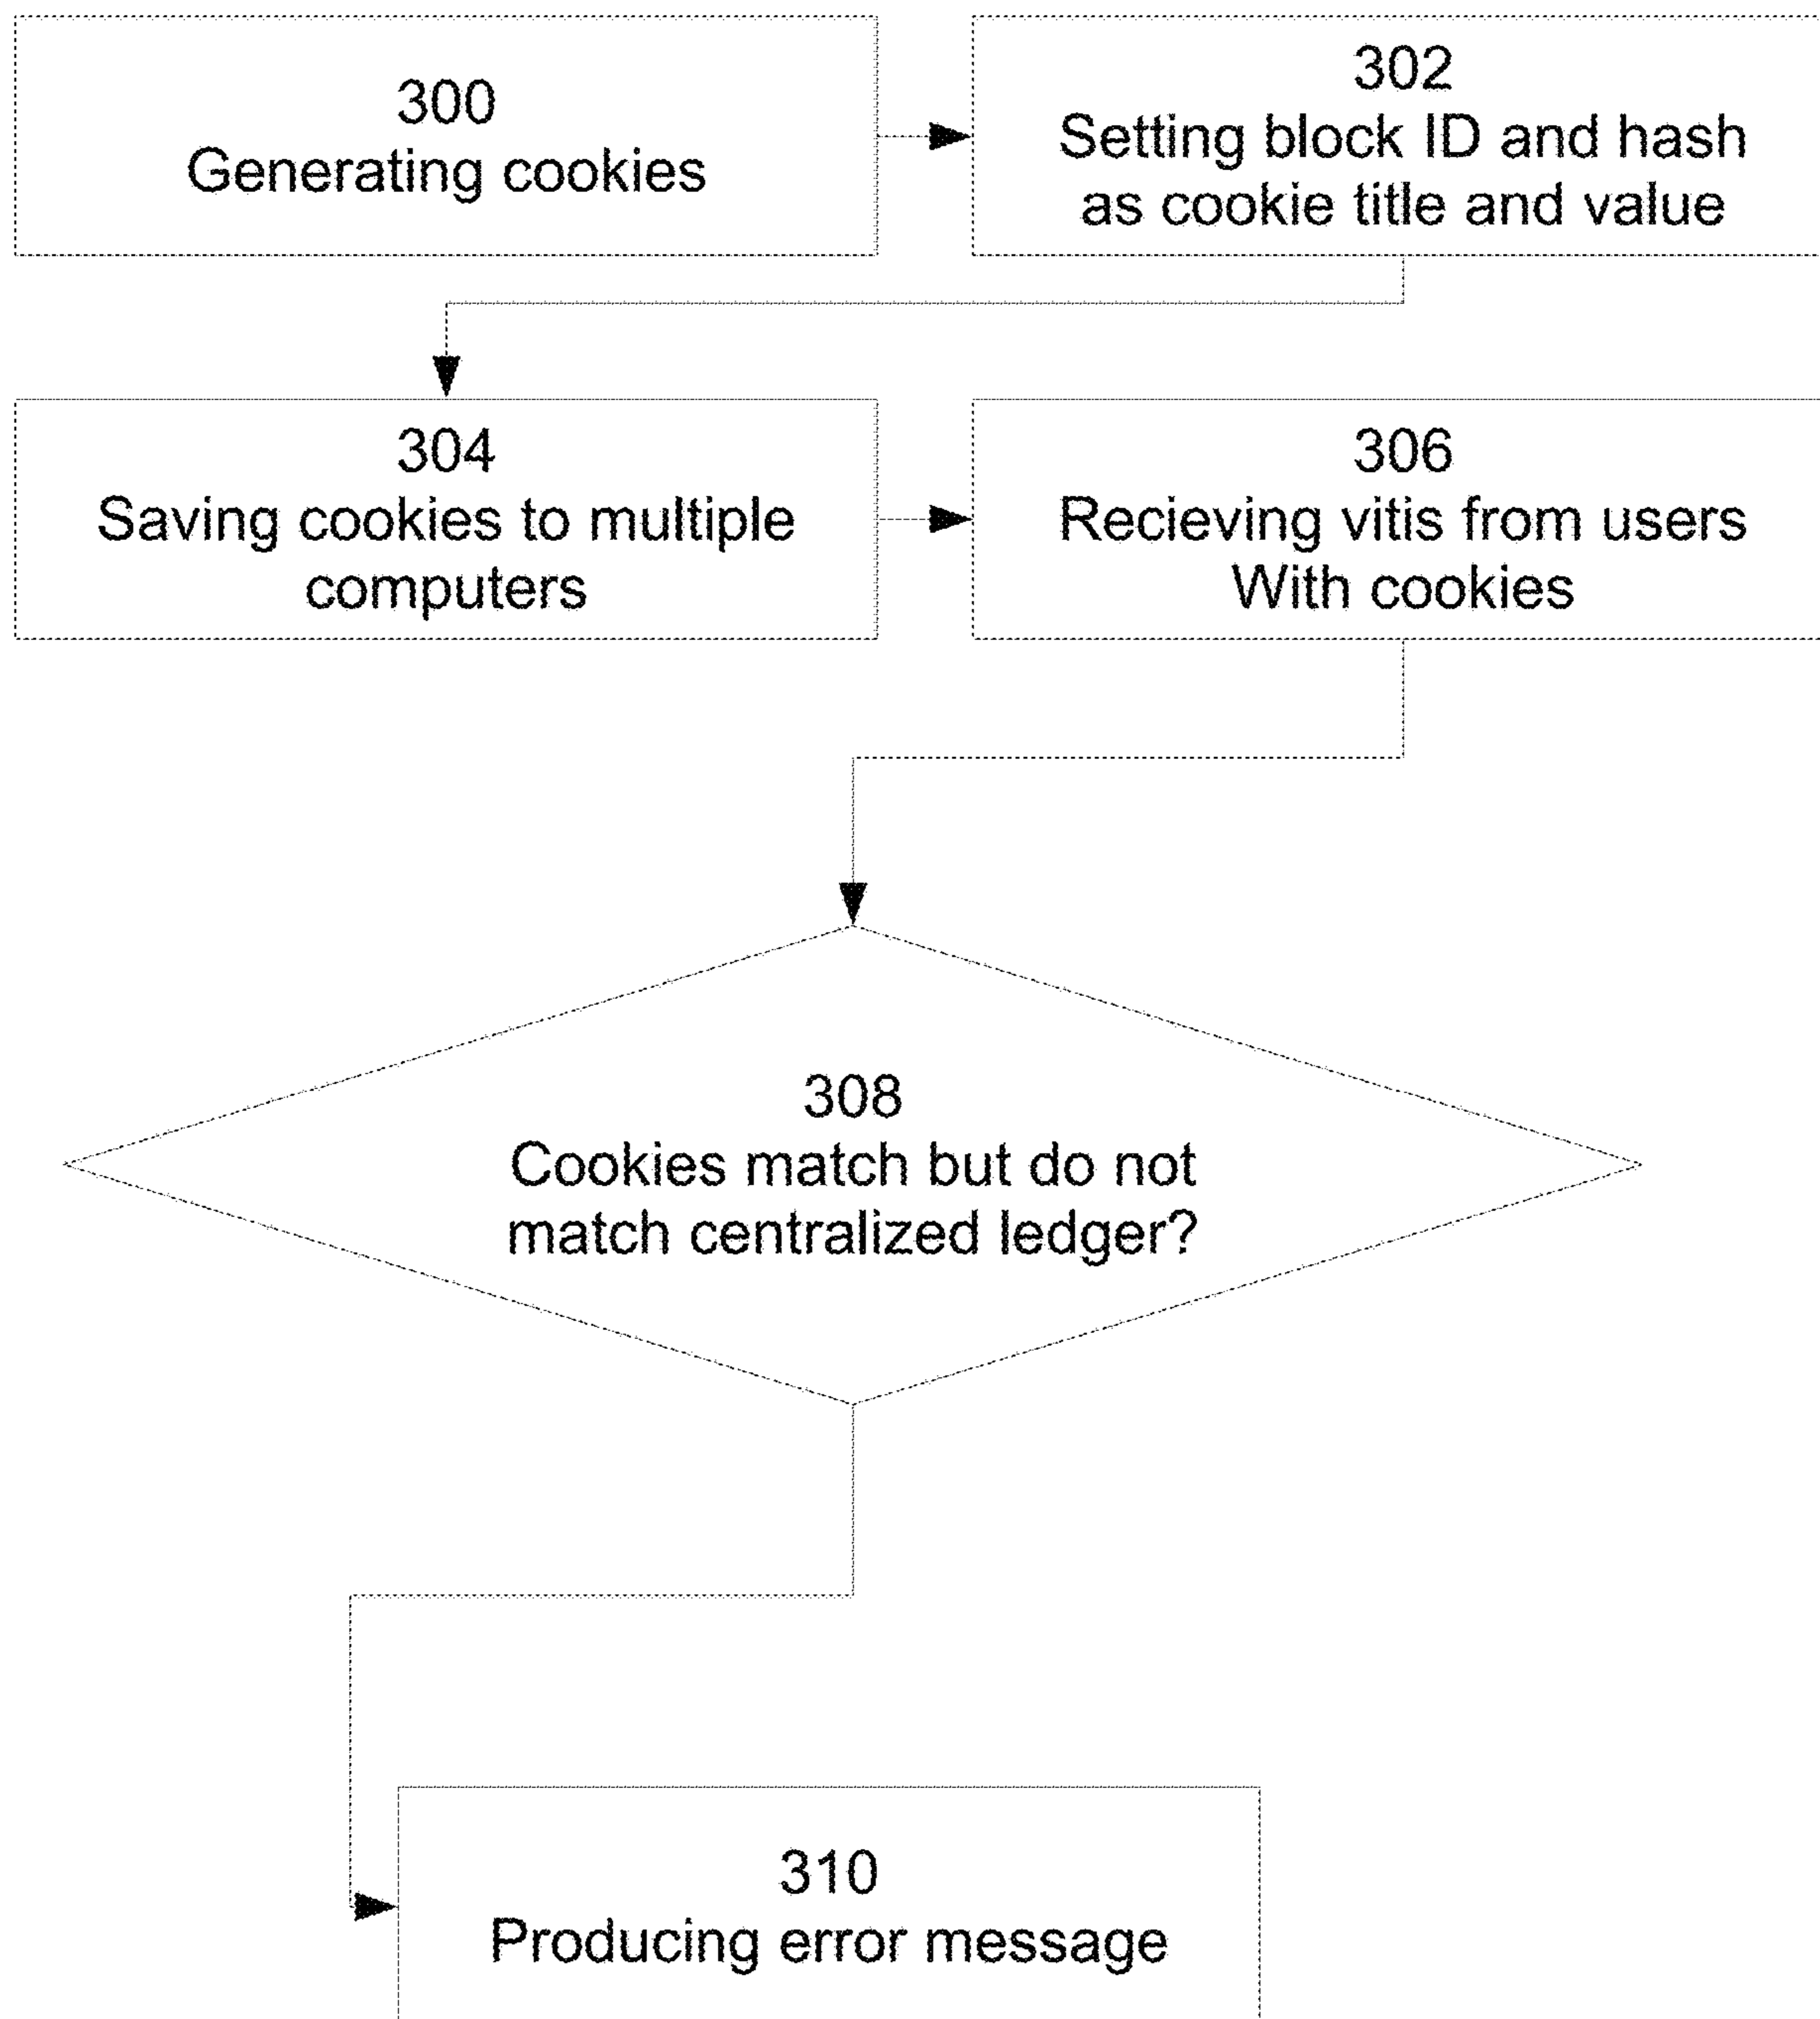 300
Generating cookies
302
Setting block ID and hash
as cookie title and value
304
Saving cookies to multiple
computers
306
Recieving vitis from users
With cookies
308
Cookies match but do not
match centralized ledger?
310
Producing error message